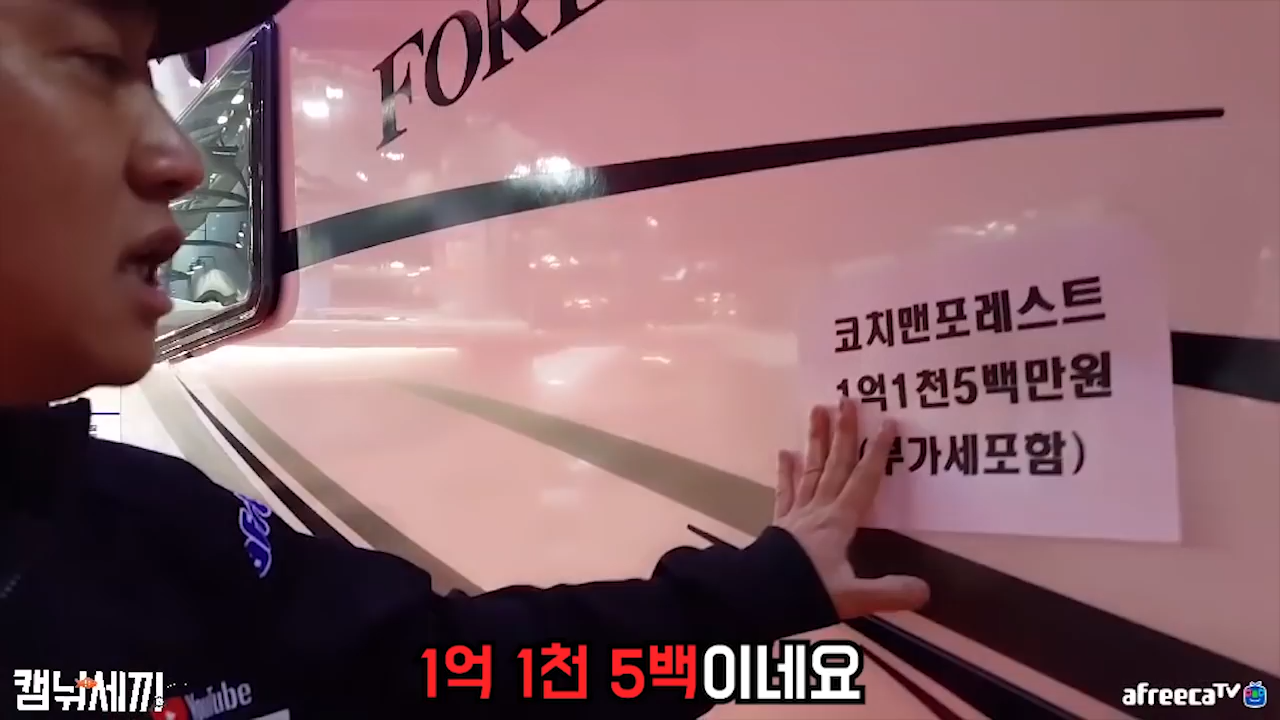 코치맨포레스트
1억1천5백만원
(부가세포함)
1억 1천 5백이네요
캠낚세끼!
YouTube
afreecaTV